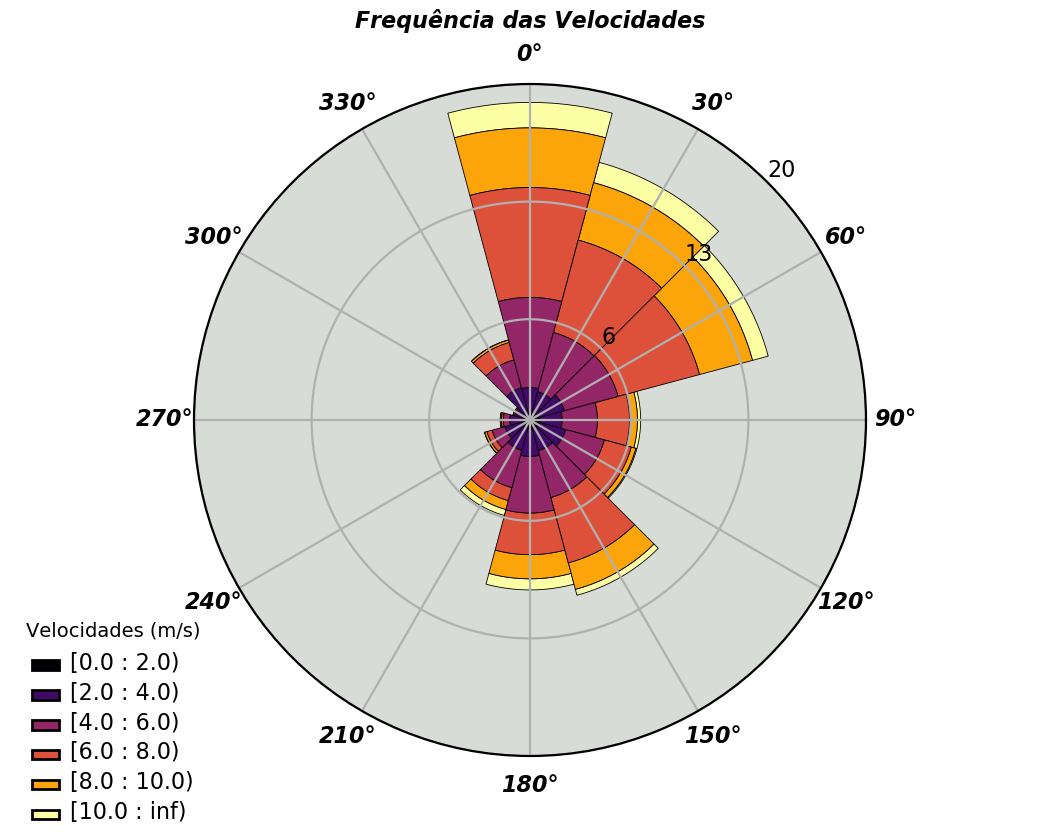 Frequência das Velocidades
0°
330°
30°
20
300°
60°
13
6
270°
90°
240°
120°
210°
150°
180°
Velocidades (m/s)
[0.0 : 2.0)
[2.0 : 4.0)
[4.0 : 6.0)
[6.0 : 8.0)
[8.0 : 10.0)
[10.0 : inf)